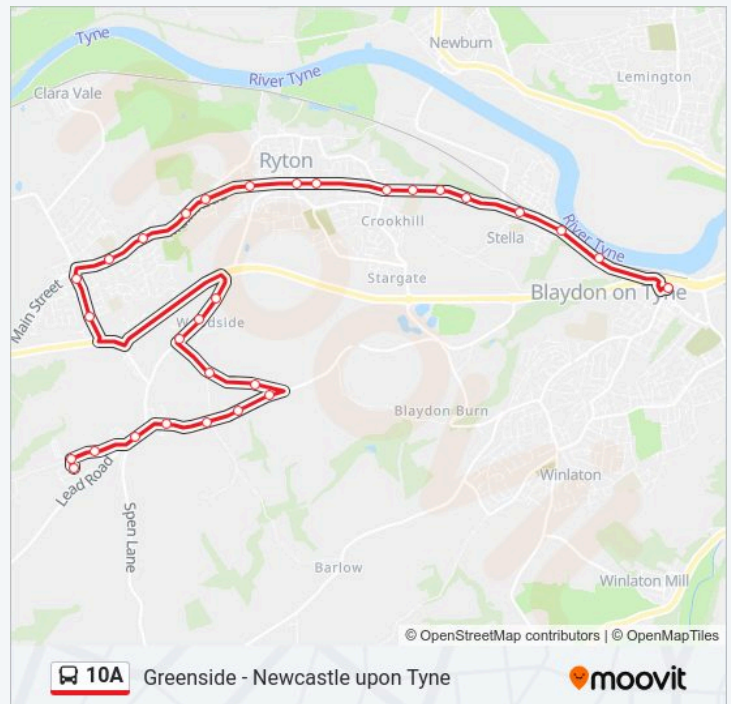 Tyne
Newburn
River Tyne
Lemington
Clara Vale
Ryton
Crookhill
Stella
River Tyne
Stargate
Main Street
Blaydon on Tyne
Woodside
Blaydon Burn
Lead Road
Winlaton
Spen Lane
Barlow
Winlaton Mill
© OpenStreetMap contributors | © OpenMapTiles
10A Greenside - Newcastle upon Tyne
moovit